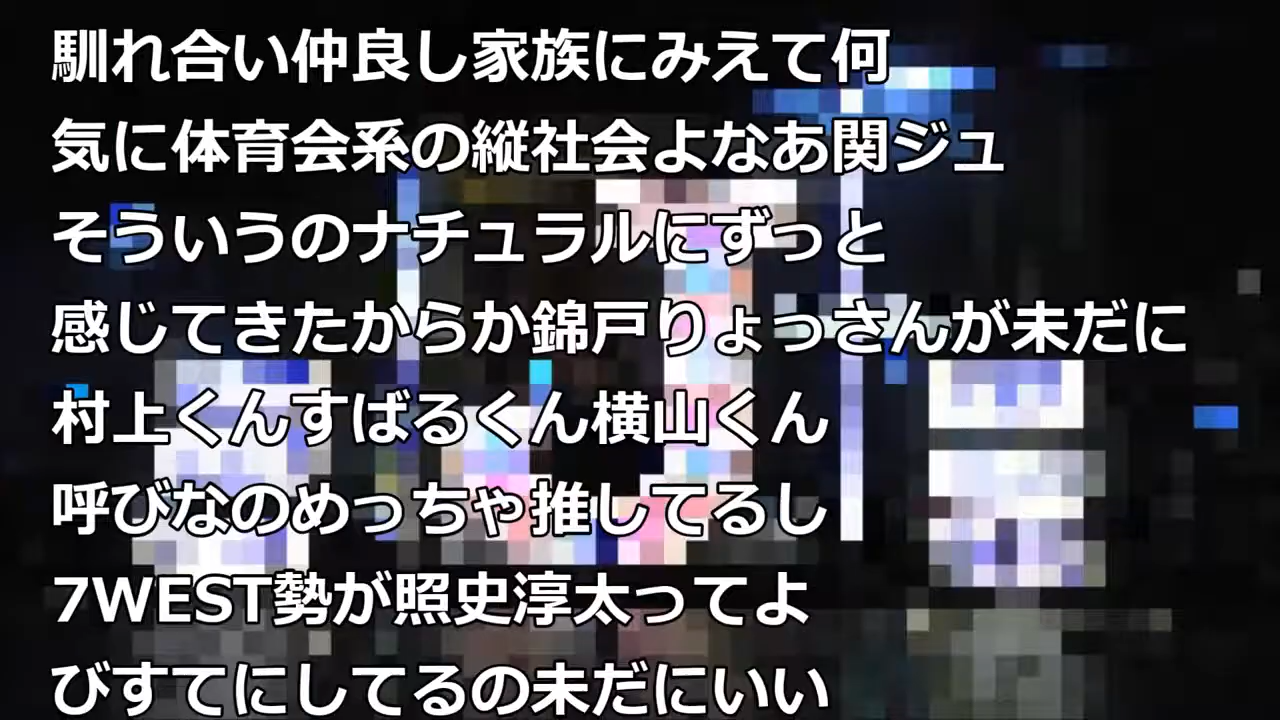 馴れ合い仲良し家族にみえて何
気に体育会系の縦社会よなあ関ジュ
そういうのナチュラルにずっと
感じてきたからか錦戸りょっさんが未だに
村上くんすばるくん横山くん
呼びなのめっちゃ推してるし
7WEST勢が照史淳太ってよ
びすてにしてるの未だにいい